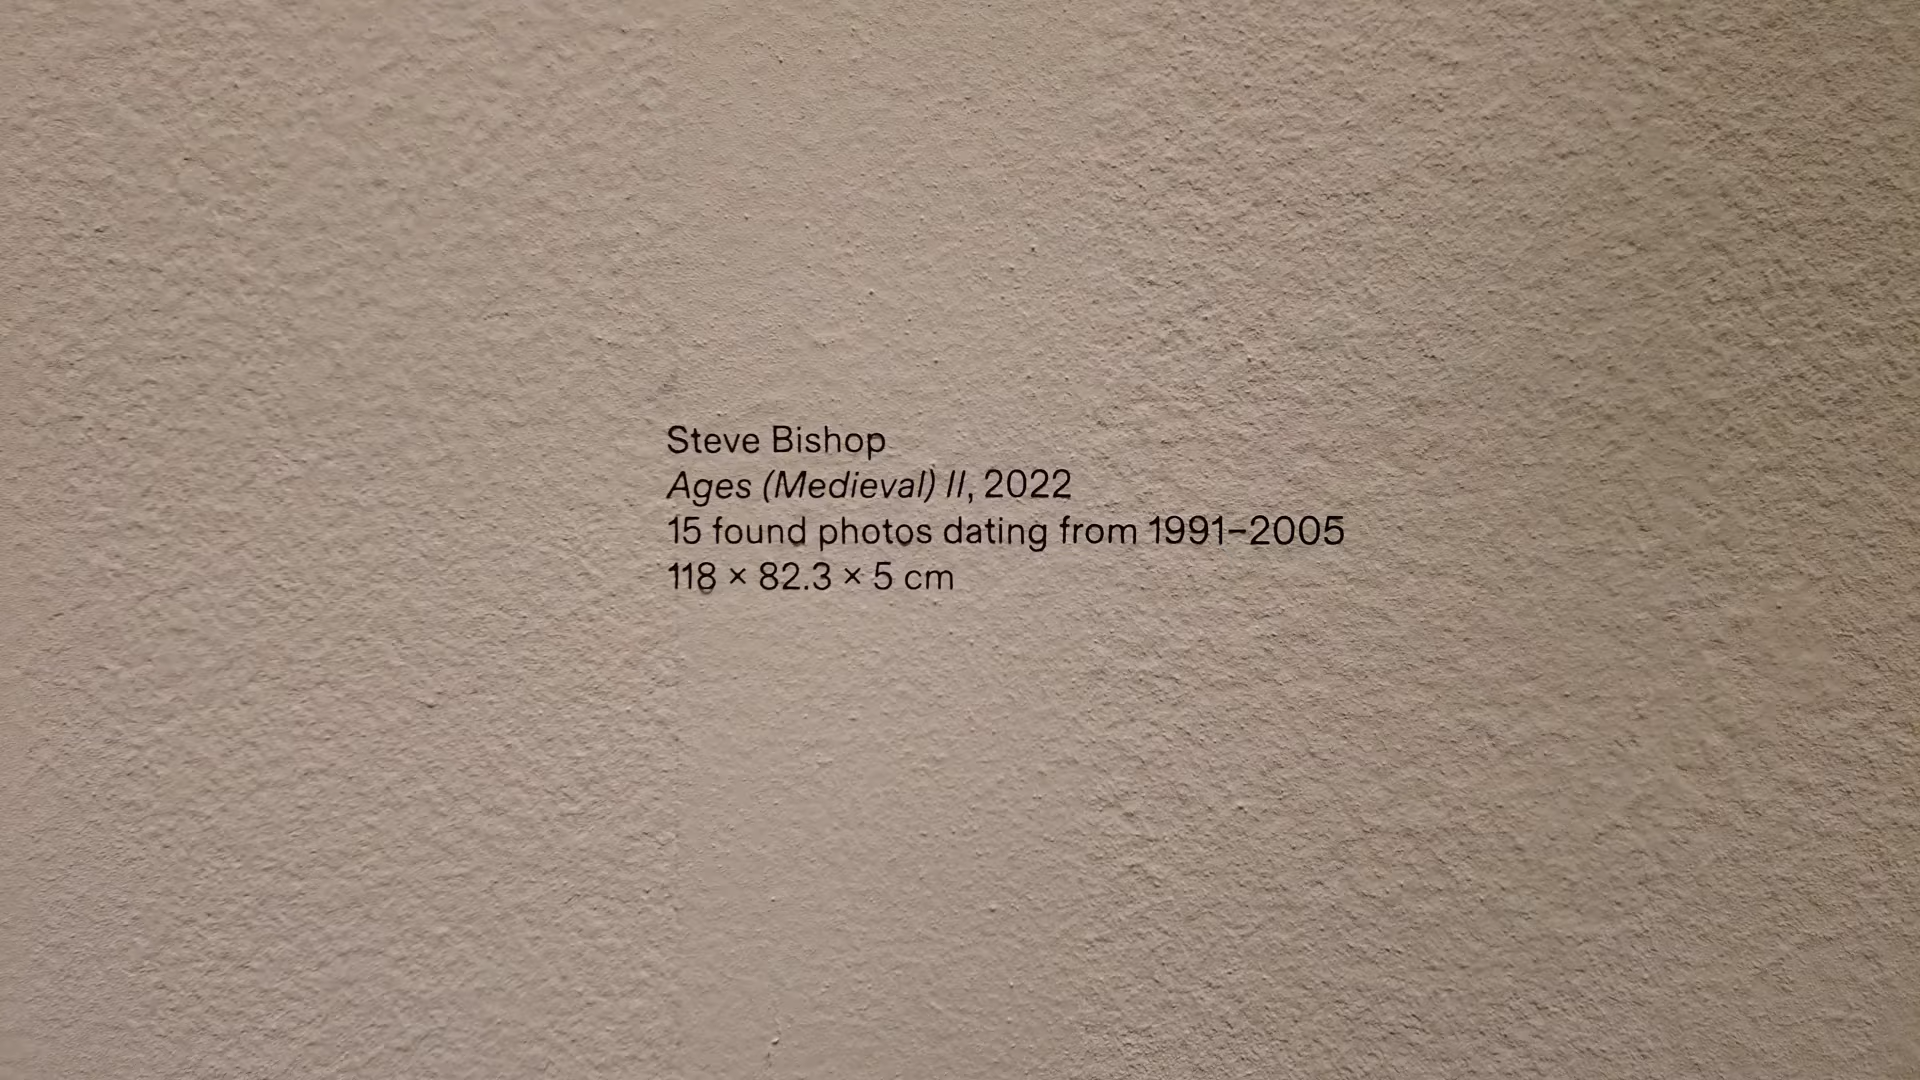 Steve Bishop
Ages (Medieval) II, 2022
15 found photos dating from 1991–2005
118 × 82.3 × 5 cm